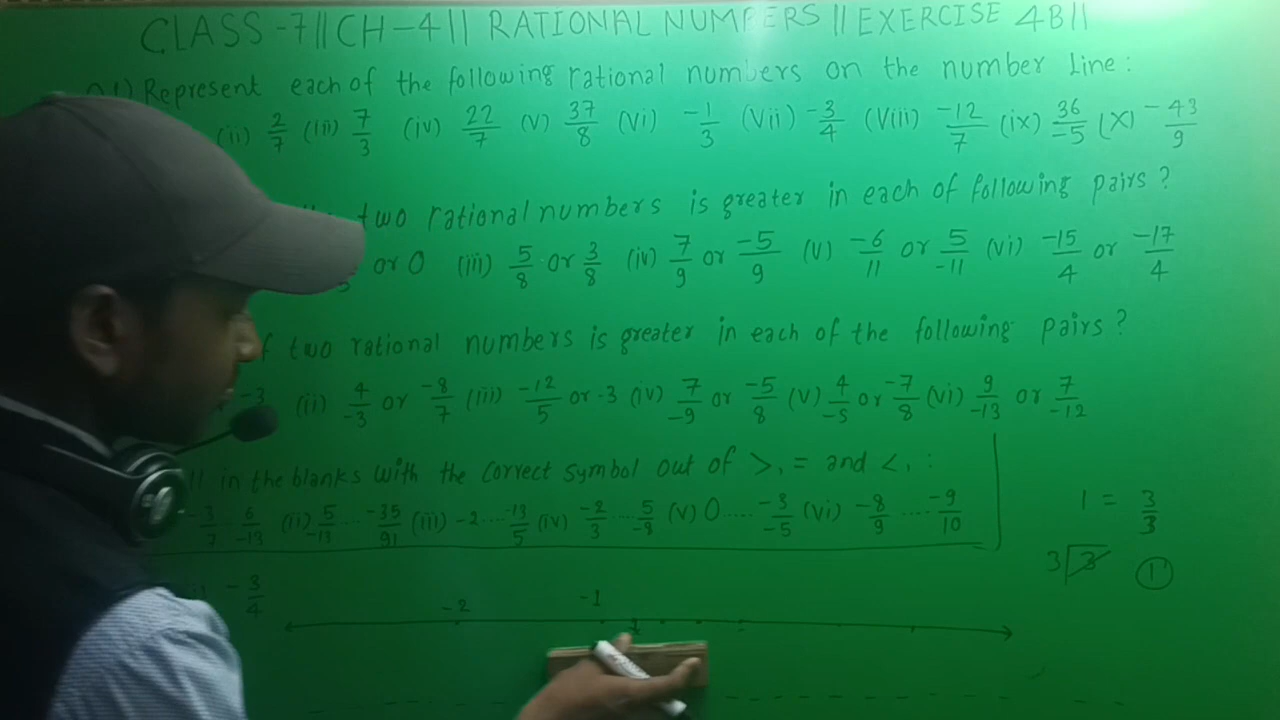 CLASS -7 || CH-4 || RATIONAL NUMBERS || EXERCISE 4B ||
Q1) Represent each of the following rational numbers on the number line:
(ii) 2/7 (iii) 7/3 (iv) 22/7 (v) 37/8 (vi) -1/3 (vii) -3/4 (viii) -12/7 (ix) 36/-5 (x) -43/9
two rational numbers is greater in each of following pairs?
or 0 (iii) 5/8 or 3/8 (iv) 7/9 or -5/9 (v) -6/11 or 5/-11 (vi) -15/4 or -17/4
two rational numbers is greater in each of the following pairs?
-3 (ii) 4/-3 or -8/7 (iii) -12/5 or -3 (iv) 7/-9 or -5/8 (v) 4/-5 or -7/8 (vi) 9/-13 or 7/-12
in the blanks with the correct symbol out of >, = and <, :
-3/7 6/-13 (ii) 5/-13 .... -35/91 (iii) -2 .... -13/5 (iv) -2/3 .... 5/-8 (v) 0 .... -3/-5 (vi) -8/9 .... -9/10
1 = 3/3
3 3 1
-3/4
-2 -1